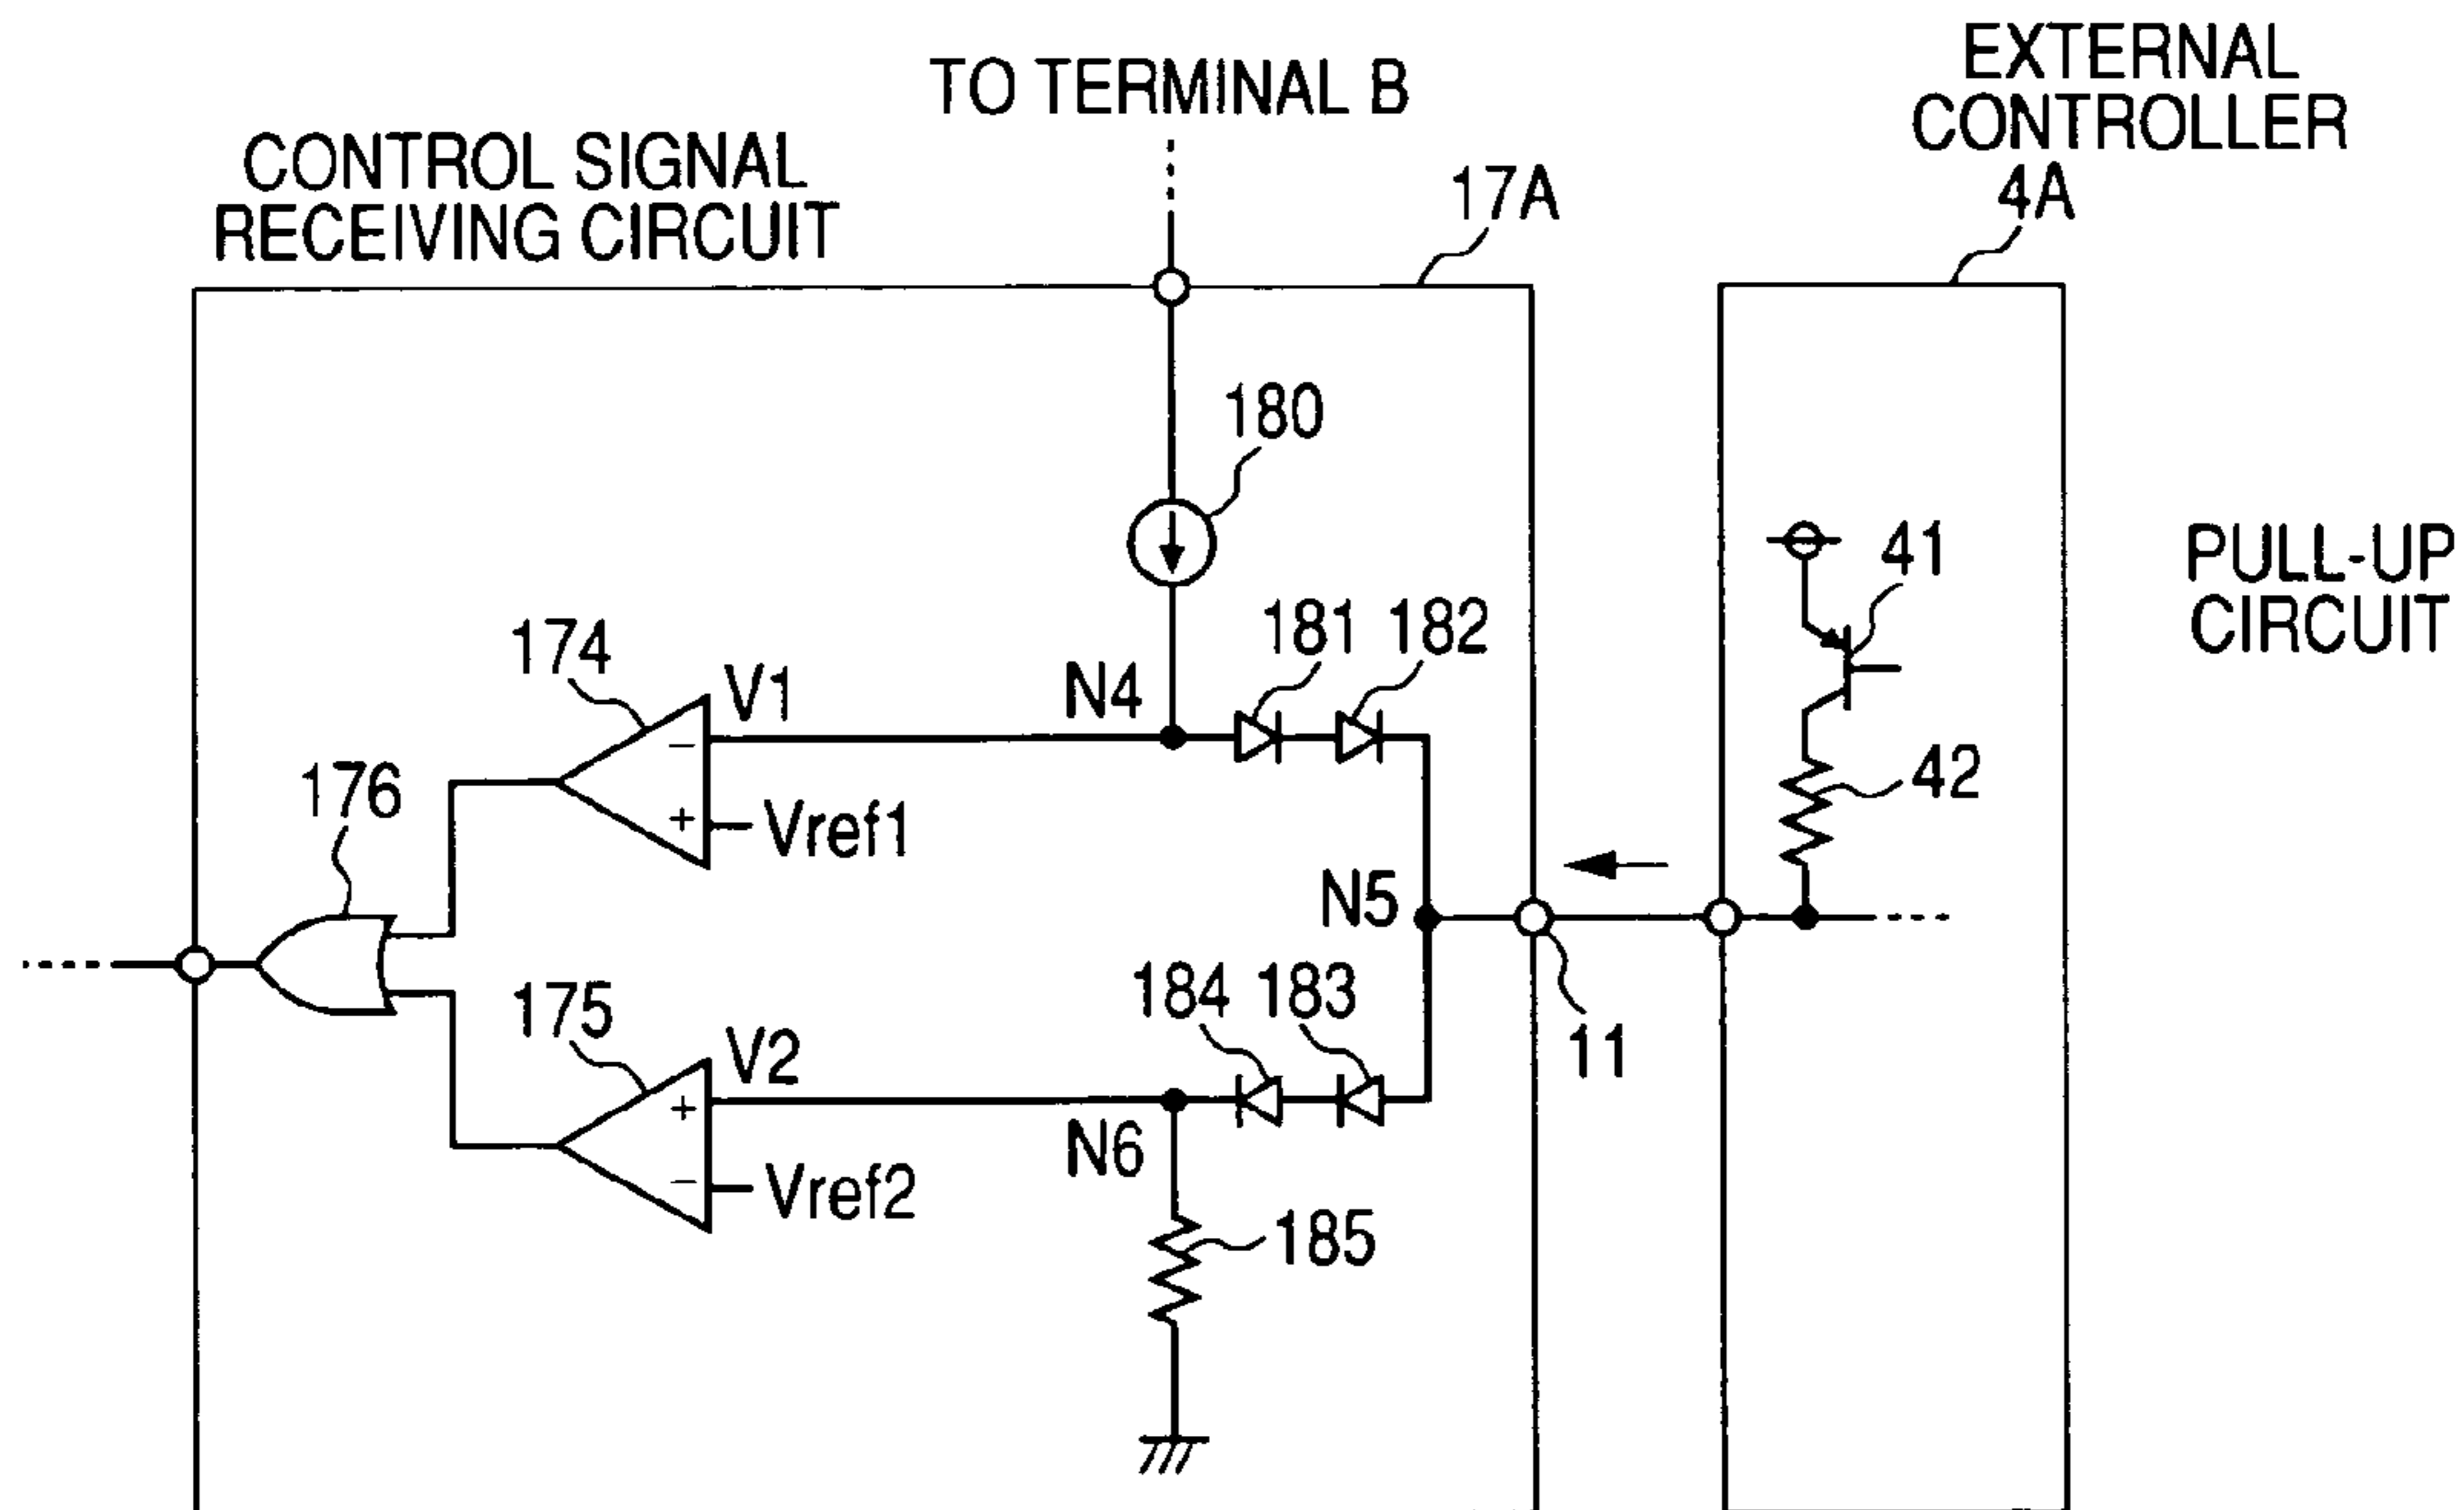 EXTERNAL
CONTROLLER
4A
TO TERMINAL B
CONTROL SIGNAL
RECEIVING CIRCUIT
17A
180
41
PULL-UP
CIRCUIT
181 182
174
V1
N4
−
42
176
+
Vref1
N5
184 183
175
V2
11
+
N6
−
Vref2
185